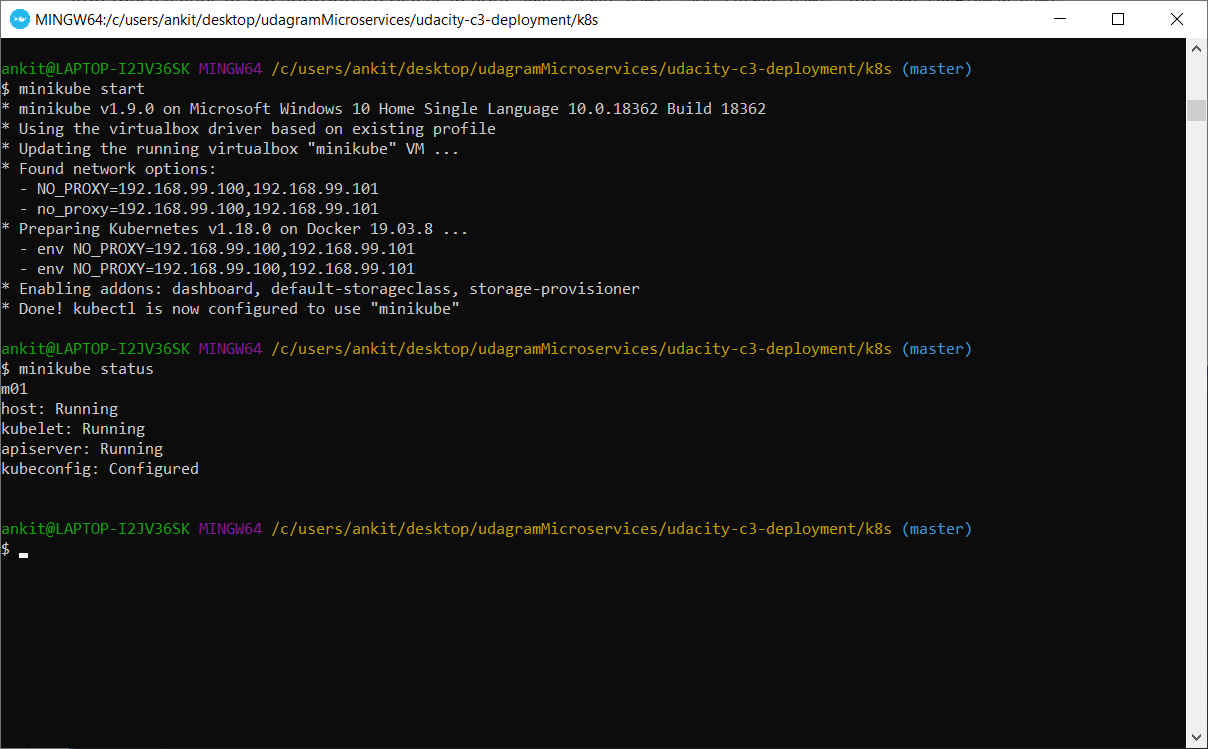 MINGW64:/c/users/ankit/desktop/udagramMicroservices/udacity-c3-deployment/k8s
ankit@LAPTOP-I2JV36SK MINGW64 /c/users/ankit/desktop/udagramMicroservices/udacity-c3-deployment/k8s (master)
$ minikube start
* minikube v1.9.0 on Microsoft Windows 10 Home Single Language 10.0.18362 Build 18362
* Using the virtualbox driver based on existing profile
* Updating the running virtualbox "minikube" VM ...
* Found network options:
  - NO_PROXY=192.168.99.100,192.168.99.101
  - no_proxy=192.168.99.100,192.168.99.101
* Preparing Kubernetes v1.18.0 on Docker 19.03.8 ...
  - env NO_PROXY=192.168.99.100,192.168.99.101
  - env NO_PROXY=192.168.99.100,192.168.99.101
* Enabling addons: dashboard, default-storageclass, storage-provisioner
* Done! kubectl is now configured to use "minikube"
ankit@LAPTOP-I2JV36SK MINGW64 /c/users/ankit/desktop/udagramMicroservices/udacity-c3-deployment/k8s (master)
$ minikube status
m01
host: Running
kubelet: Running
apiserver: Running
kubeconfig: Configured
ankit@LAPTOP-I2JV36SK MINGW64 /c/users/ankit/desktop/udagramMicroservices/udacity-c3-deployment/k8s (master)
$